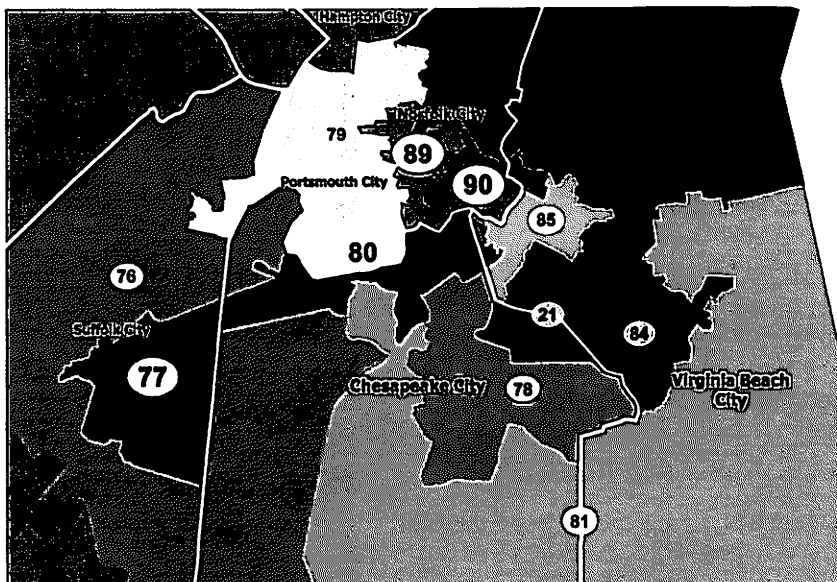 Hampton City
Norfolk City
79
89
Portsmouth City
90
85
80
76
21
Suffolk City
84
77
Chesapeake City
78
Virginia Beach
City
81